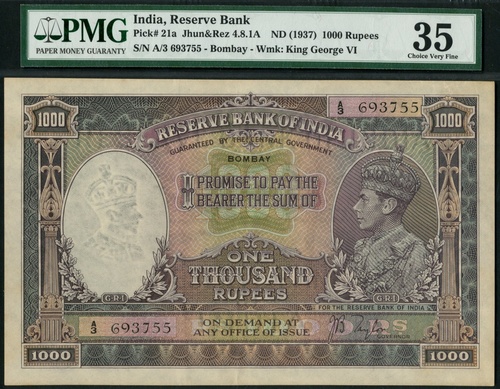 PMG
PAPER MONEY GUARANTY
India, Reserve Bank
Pick# 21a Jhun&Rez 4.8.1A ND (1937) 1000 Rupees
S/N A/3 693755 - Bombay - Wmk: King George VI
35
Choice Very Fine
A/3 693755
1000
1000
RESERVE BANK OF INDIA
GUARANTEED BY THE CENTRAL GOVERNMENT
BOMBAY
I PROMISE TO PAY THE
BEARER THE SUM OF
ONE
THOUSAND
RUPEES
G.R.I
G.R.I
FOR THE RESERVE BANK OF INDIA
A/3 693755
ON DEMAND AT
ANY OFFICE OF ISSUE
GOVERNOR
1000
1000